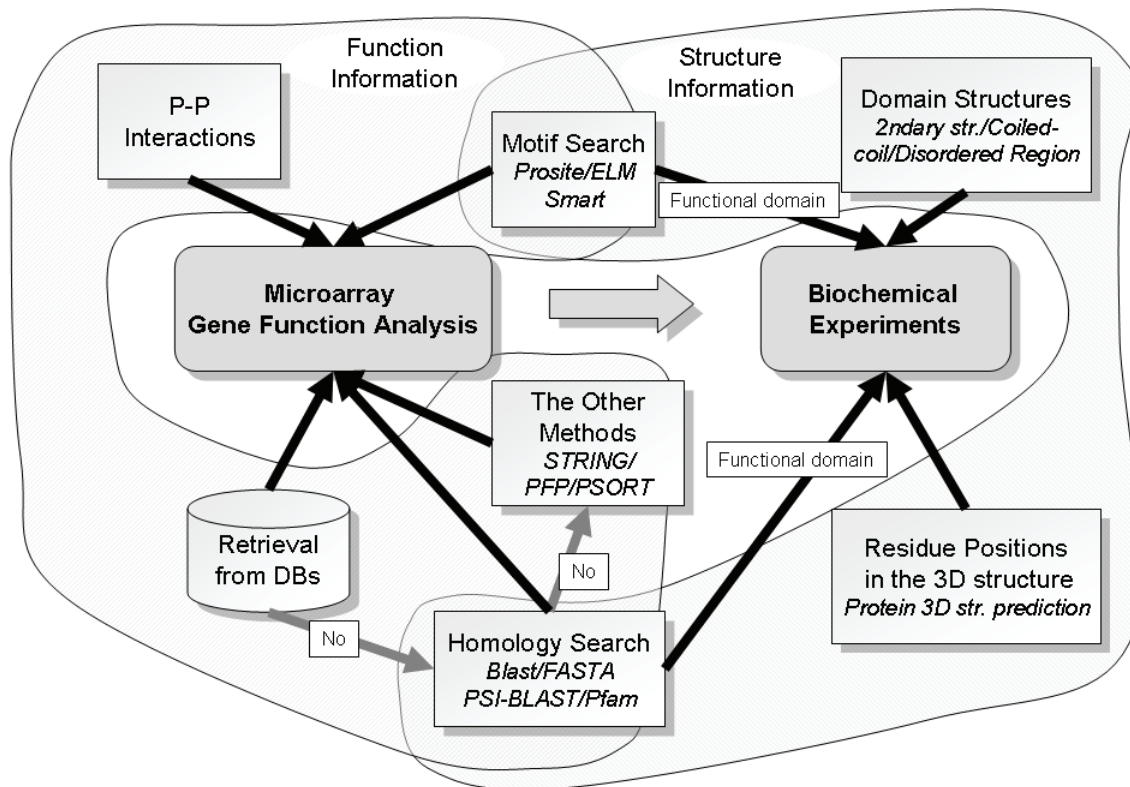 Function
Information
Structure
Information
P-P
Interactions
Motif Search
Prosite/ELM
Smart
Domain Structures
2ndary str./Coiled-
coil/Disordered Region
Functional domain
Microarray
Gene Function Analysis
Biochemical
Experiments
The Other
Methods
STRING/
PFP/PSORT
Functional domain
Retrieval
from DBs
No
No
Homology Search
Blast/FASTA
PSI-BLAST/Pfam
Residue Positions
in the 3D structure
Protein 3D str. prediction